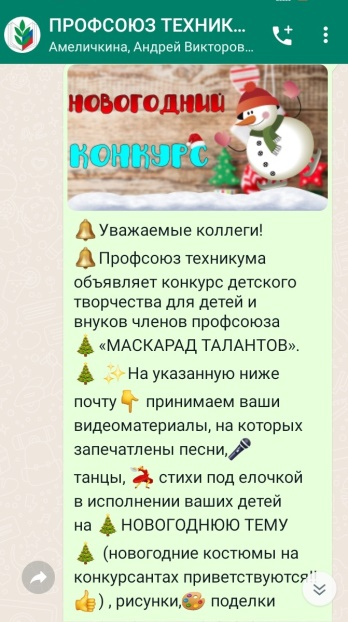 ПРОФСОЮЗ ТЕХНИК...
Амеличкина, Андрей Викторов...
НОВОГОДНИЙ
КОНКУРС
🔔Уважаемые коллеги!
🔔Профсоюз техникума
объявляет конкурс детского
творчества для детей и
внуков членов профсоюза
🎄«МАСКАРАД ТАЛАНТОВ».
🎄 ✨На указанную ниже
почту👇 принимаем ваши
видеоматериалы, на которых
запечатлены песни,🎤
танцы, 💃 стихи под елочкой
в исполнении ваших детей
на 🎄НОВОГОДНЮЮ ТЕМУ
🎄 (новогодние костюмы на
конкурсантах приветствуются!!
👍) , рисунки,🎨 поделки